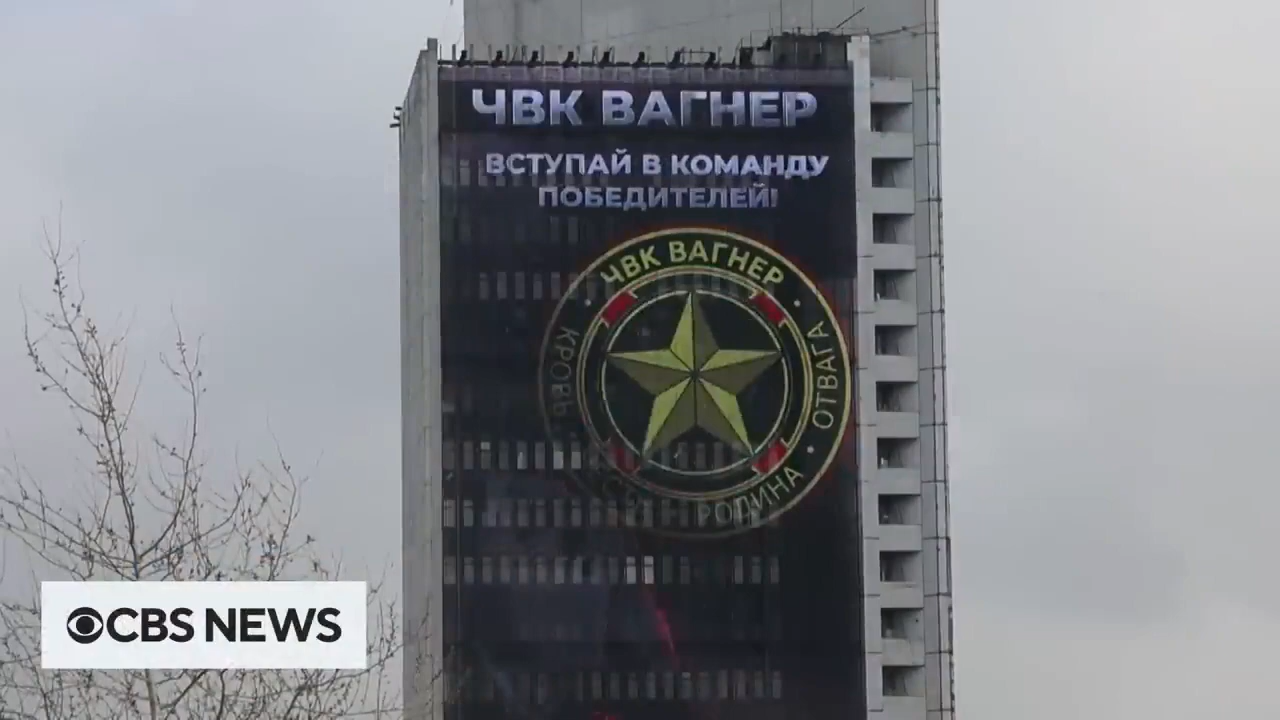 ЧВК ВАГНЕР
ВСТУПАЙ В КОМАНДУ
ПОБЕДИТЕЛЕЙ!
ЧВК ВАГНЕР
КРОВЬ
ОТВАГА
РОДИНА
CBS NEWS